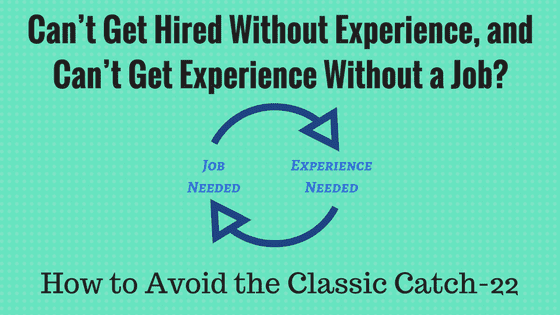 Can’t Get Hired Without Experience, and
Can’t Get Experience Without a Job?
Job
Needed
Experience
Needed
How to Avoid the Classic Catch-22